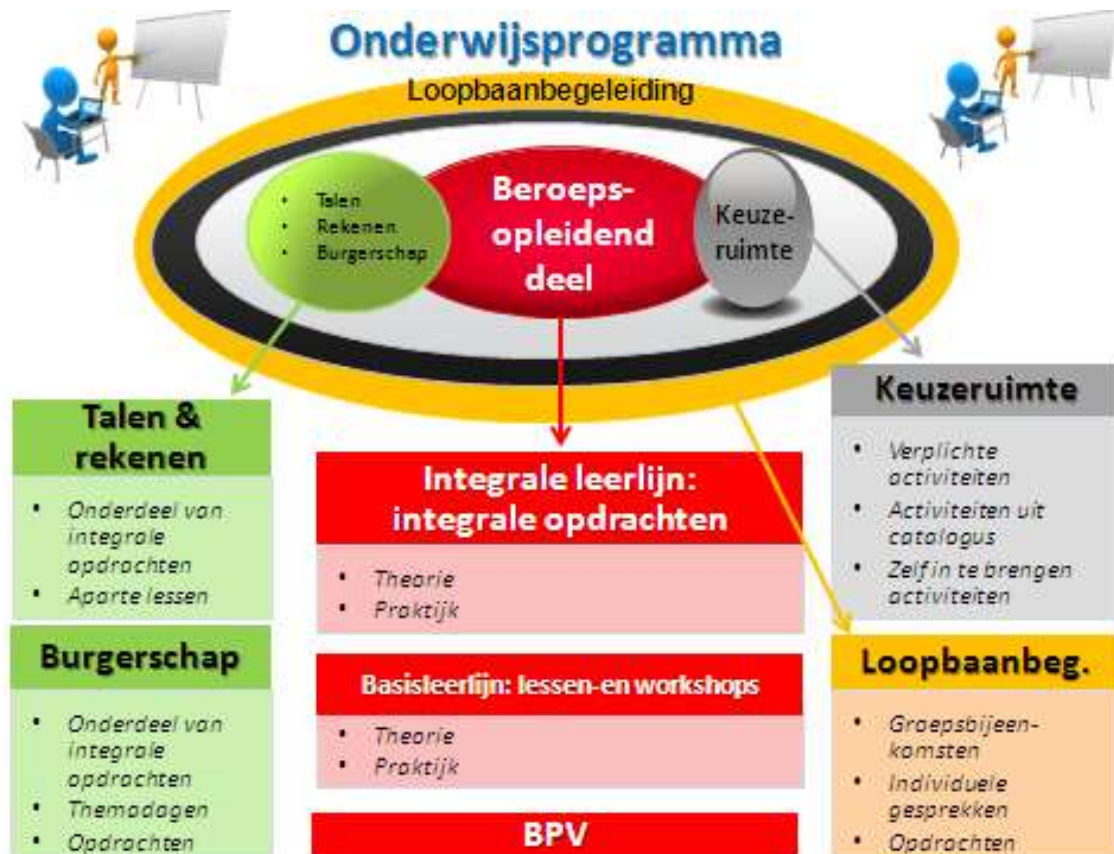 Onderwijsprogramma
Loopbaanbegeleiding
• Talen
• Rekenen
• Burgerschap
Beroeps-
opleidend
deel
Keuze-
ruimte
Talen &
rekenen
• Onderdeel van
integrale
opdrachten
• Aparte lessen
Burgerschap
• Onderdeel van
integrale
opdrachten
• Themadagen
• Opdrachten
Integrale leerlijn:
integrale opdrachten
• Theorie
• Praktijk
Basisleerlijn: lessen-en workshops
• Theorie
• Praktijk
BPV
Keuzeruimte
• Verplichte
activiteiten
• Activiteiten uit
catalogus
• Zelf in te brengen
activiteiten
Loopbaanbeg.
• Groepsbijeen-
komsten
• Individuele
gesprekken
• Opdrachten